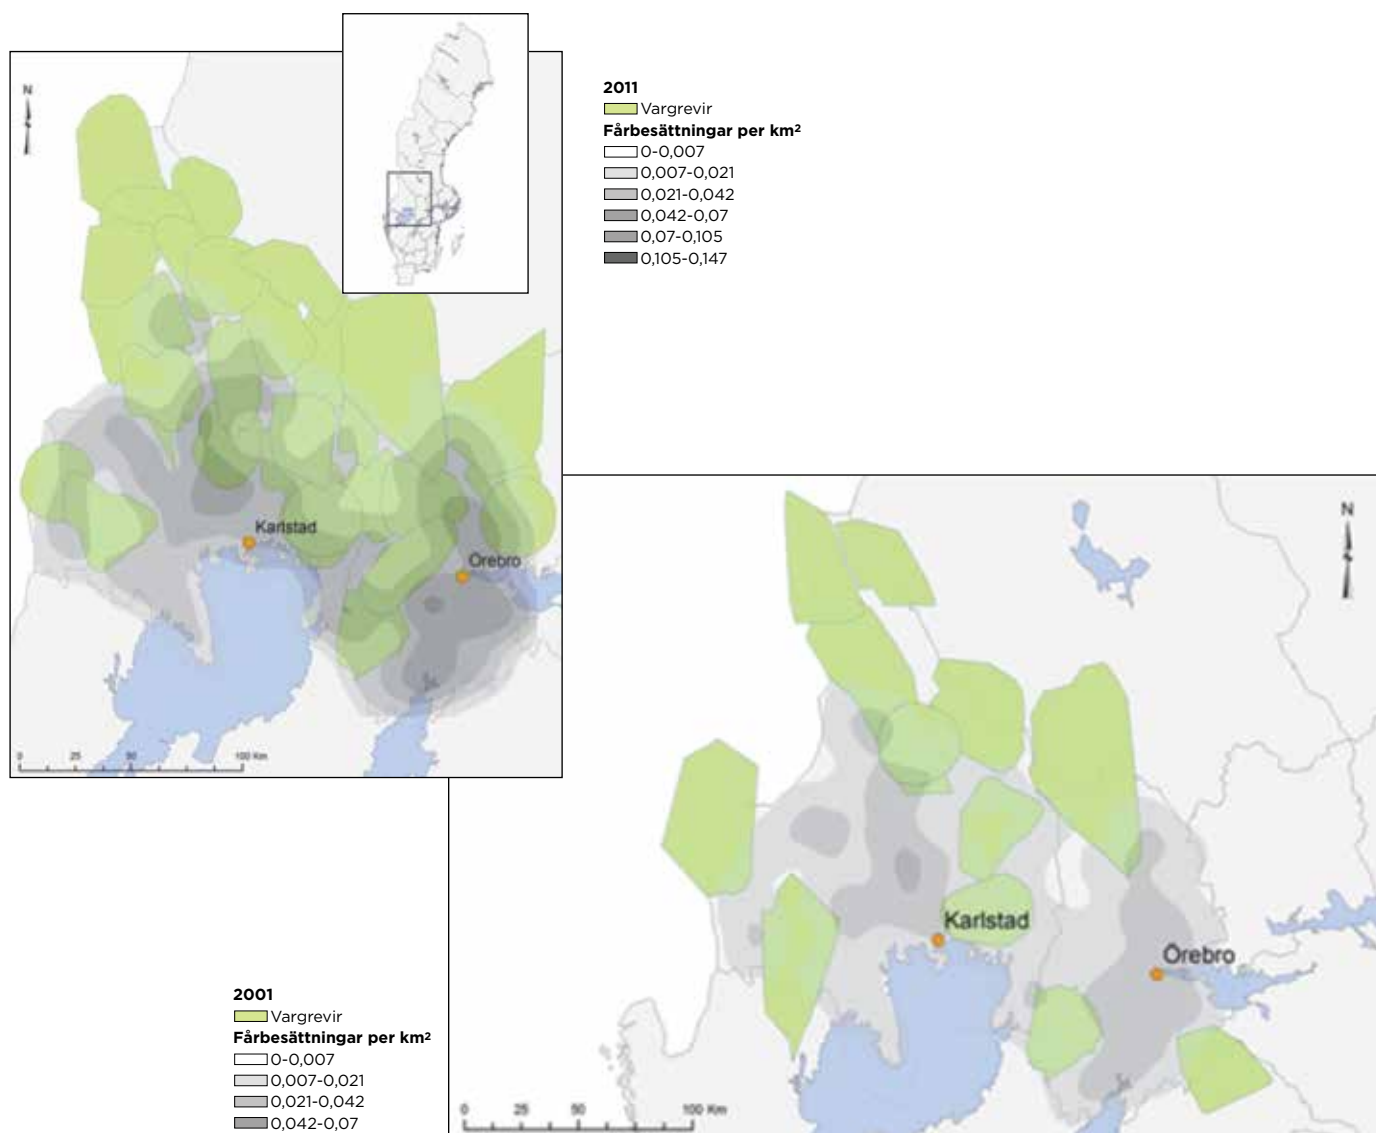 N
2011
Vargrevir
Fårbesättningar per km²
0-0,007
0,007-0,021
0,021-0,042
0,042-0,07
0,07-0,105
0,105-0,147
Karlstad
Örebro
0 25 50 100 Km
N
Karlstad
Örebro
0 25 50 100 Km
2001
Vargrevir
Fårbesättningar per km²
0-0,007
0,007-0,021
0,021-0,042
0,042-0,07